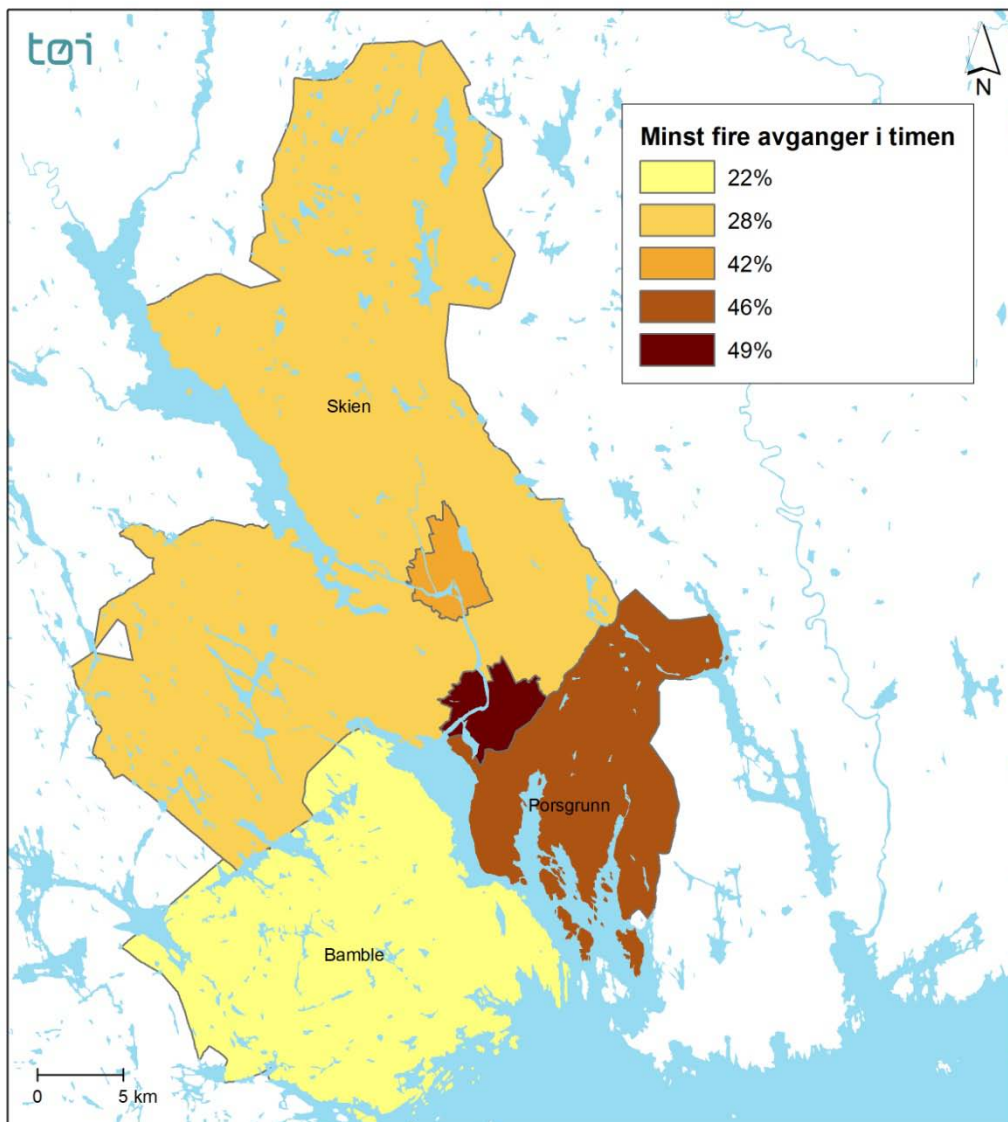 tøi
N
Minst fire avganger i timen
22%
28%
42%
46%
49%
Skien
Porsgrunn
Bamble
0 5 km